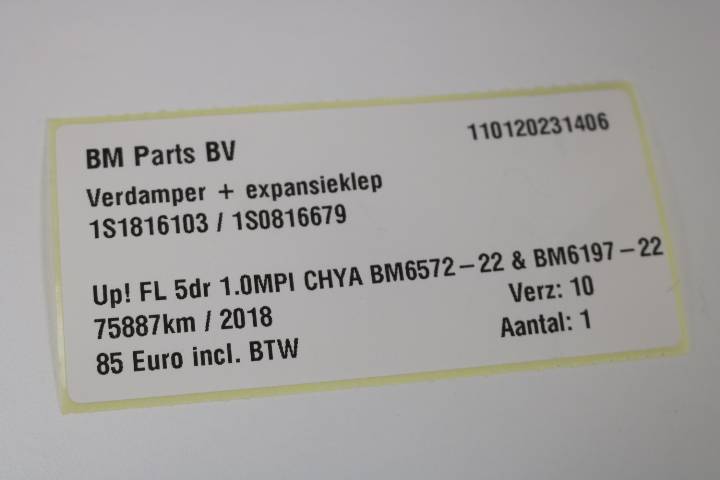 BM Parts BV
110120231406
Verdamper + expansieklep
1S1816103 / 1S0816679
Up! FL 5dr 1.0MPI CHYA BM6572-22 & BM6197-22
75887km / 2018
Verz: 10
85 Euro incl. BTW
Aantal: 1